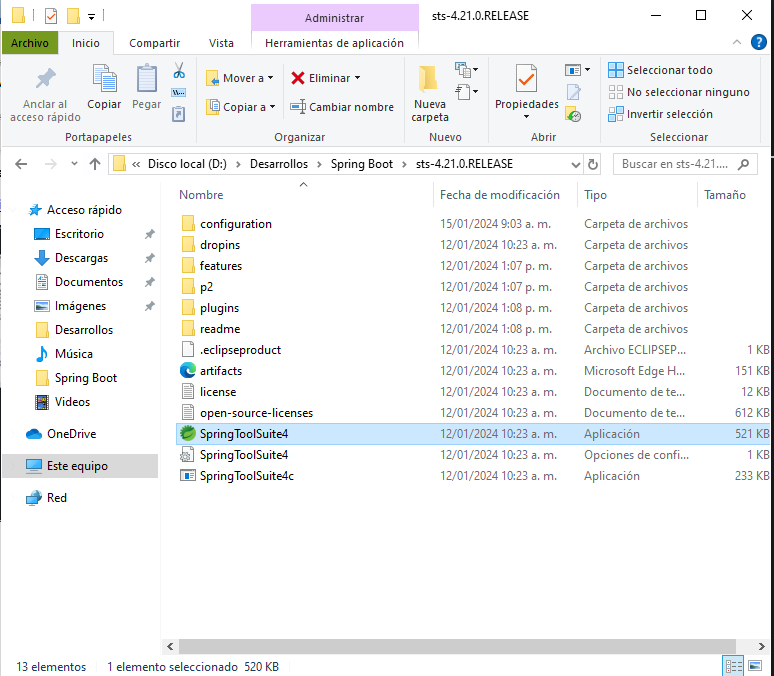 Administrar
sts-4.21.0.RELEASE
Archivo
Inicio
Compartir
Vista
Herramientas de aplicación
Anclar al
acceso rápido
Copiar
Pegar
Portapapeles
Mover a
Copiar a
Eliminar
Cambiar nombre
Organizar
Nueva
carpeta
Nuevo
Propiedades
Abrir
Seleccionar todo
No seleccionar ninguno
Invertir selección
Seleccionar
« Disco local (D:) > Desarrollos > Spring Boot > sts-4.21.0.RELEASE
Buscar en sts-4.21....
Nombre Fecha de modificación Tipo Tamaño
Acceso rápido
Escritorio
Descargas
Documentos
Imágenes
Desarrollos
Música
Spring Boot
Videos
OneDrive
Este equipo
Red
configuration 15/01/2024 9:03 a. m. Carpeta de archivos
dropins 12/01/2024 10:23 a. m. Carpeta de archivos
features 12/01/2024 1:07 p. m. Carpeta de archivos
p2 12/01/2024 1:07 p. m. Carpeta de archivos
plugins 12/01/2024 1:08 p. m. Carpeta de archivos
readme 12/01/2024 1:08 p. m. Carpeta de archivos
.eclipseproduct 12/01/2024 10:23 a. m. Archivo ECLIPSEP... 1 KB
artifacts 12/01/2024 10:23 a. m. Microsoft Edge H... 151 KB
license 12/01/2024 10:23 a. m. Documento de te... 12 KB
open-source-licenses 12/01/2024 10:23 a. m. Documento de te... 612 KB
SpringToolSuite4 12/01/2024 10:23 a. m. Aplicación 521 KB
SpringToolSuite4 12/01/2024 10:23 a. m. Opciones de confi... 1 KB
SpringToolSuite4c 12/01/2024 10:23 a. m. Aplicación 233 KB
13 elementos
1 elemento seleccionado 520 KB